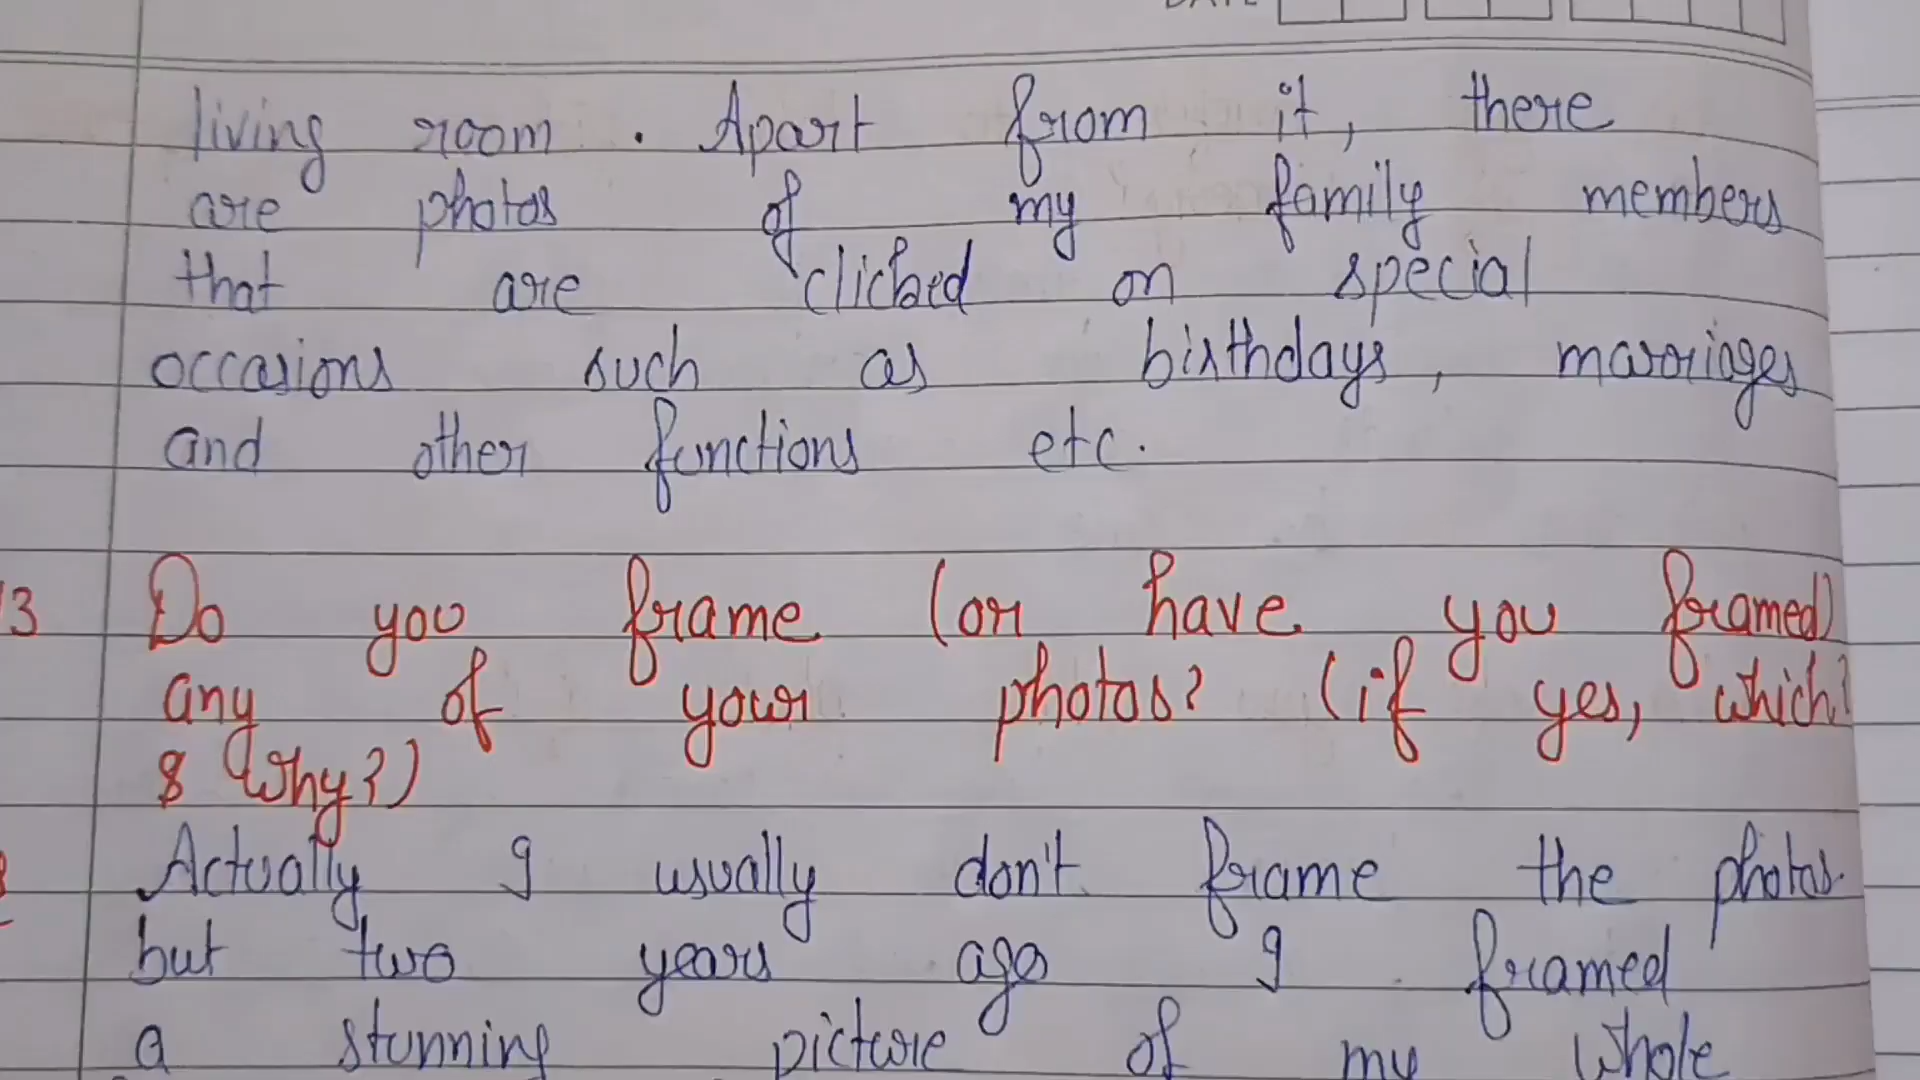 DATE
living room. Apart from it, there
are photos of my family members
that are clicked on special
occasions such as birthdays, marriages
and other functions etc.
13 Do you frame (or have you framed)
any of your photos? (if yes, which?
& Why?)
Actually I usually don't frame the photos.
but two years ago I framed
a stunning picture of my whole